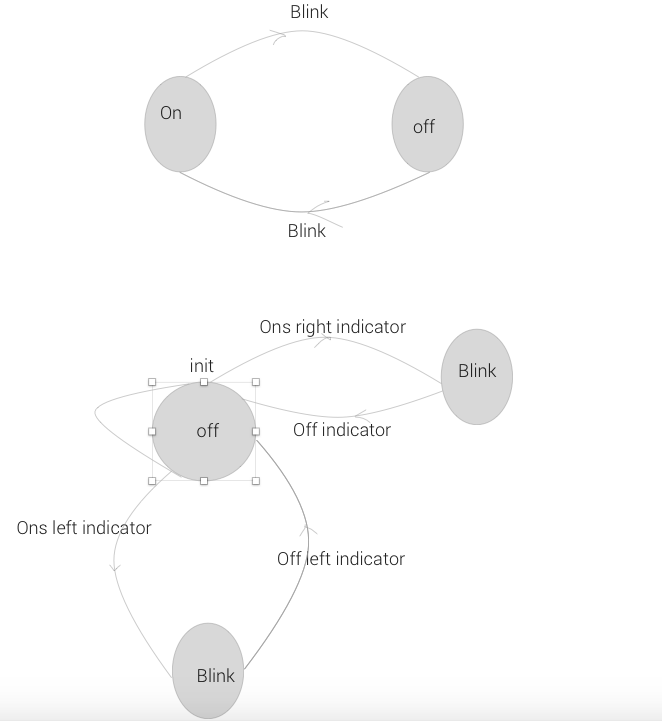 Blink
On
off
Blink
Ons right indicator
init
Blink
off
Off indicator
Ons left indicator
Off left indicator
Blink